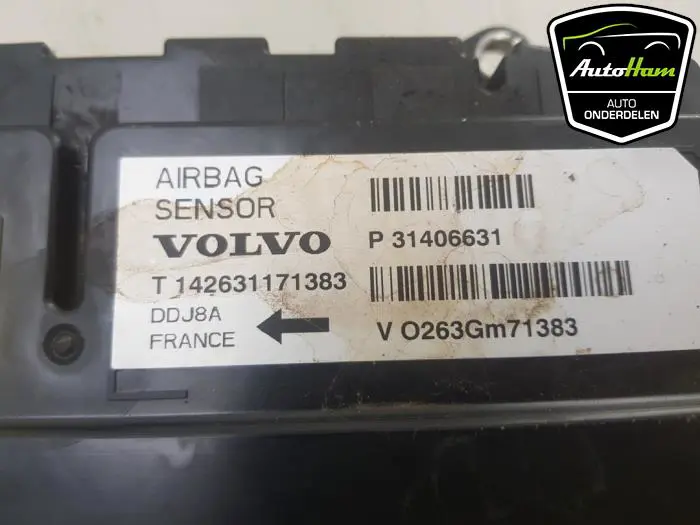 AIRBAG
SENSOR
VOLVO
T 142631171383
DDJ8A
FRANCE
P 31406631
V O263Gm71383
AutoHam
AUTO
ONDERDELEN